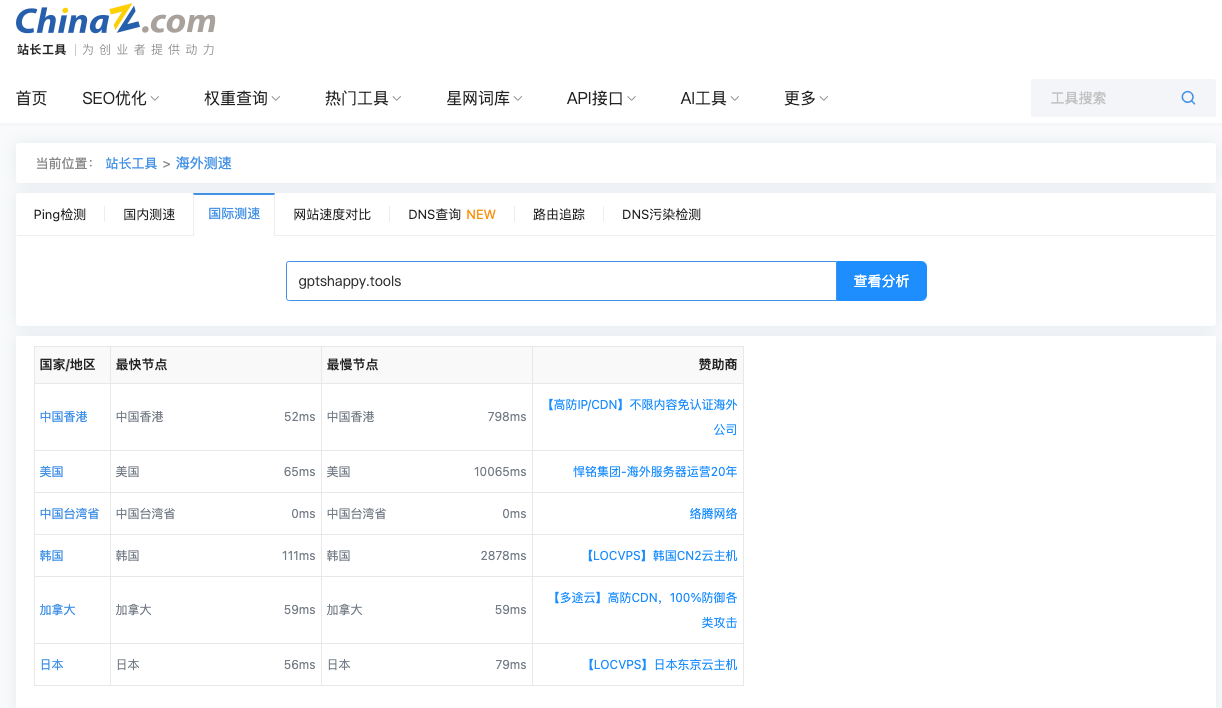 ChinaZ.com
站长工具 | 为创业者提供动力
首页 SEO优化 权重查询 热门工具 星网词库 API接口 AI工具 更多 工具搜索
当前位置： 站长工具 > 海外测速
Ping检测 国内测速 国际测速 网站速度对比 DNS查询 NEW 路由追踪 DNS污染检测
gptshappy.tools 查看分析
国家/地区 最快节点 最慢节点 赞助商
中国香港 中国香港 52ms 中国香港 798ms 【高防IP/CDN】不限内容免认证海外
公司
美国 美国 65ms 美国 10065ms 悍铭集团-海外服务器运营20年
中国台湾省 中国台湾省 0ms 中国台湾省 0ms 络腾网络
韩国 韩国 111ms 韩国 2878ms 【LOCVPS】韩国CN2云主机
加拿大 加拿大 59ms 加拿大 59ms 【多途云】高防CDN，100%防御各
类攻击
日本 日本 56ms 日本 79ms 【LOCVPS】日本东京云主机